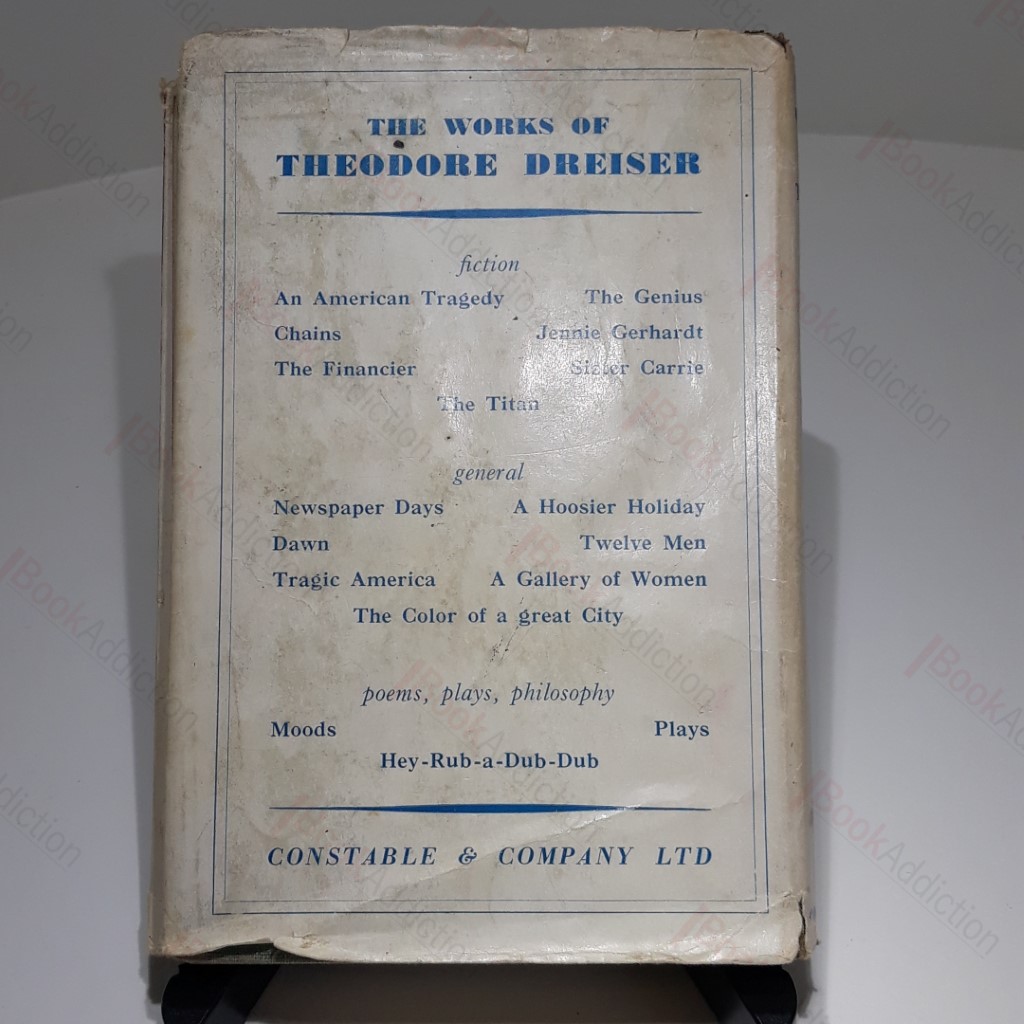 THE WORKS OF
THEODORE DREISER
fiction
An American Tragedy The Genius
Chains Jennie Gerhardt
The Financier Sister Carrie
The Titan
general
Newspaper Days A Hoosier Holiday
Dawn Twelve Men
Tragic America A Gallery of Women
The Color of a great City
poems, plays, philosophy
Moods Plays
Hey-Rub-a-Dub-Dub
CONSTABLE & COMPANY LTD
BookAddiction